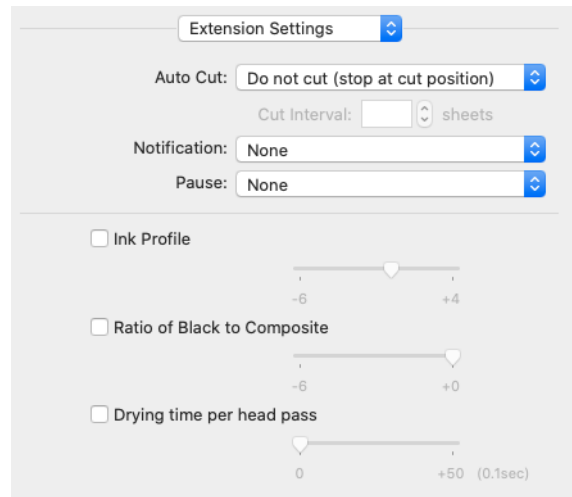 Extension Settings
Auto Cut: Do not cut (stop at cut position)
Cut Interval: sheets
Notification: None
Pause: None
Ink Profile
-6 +4
Ratio of Black to Composite
-6 +0
Drying time per head pass
0 +50 (0.1sec)